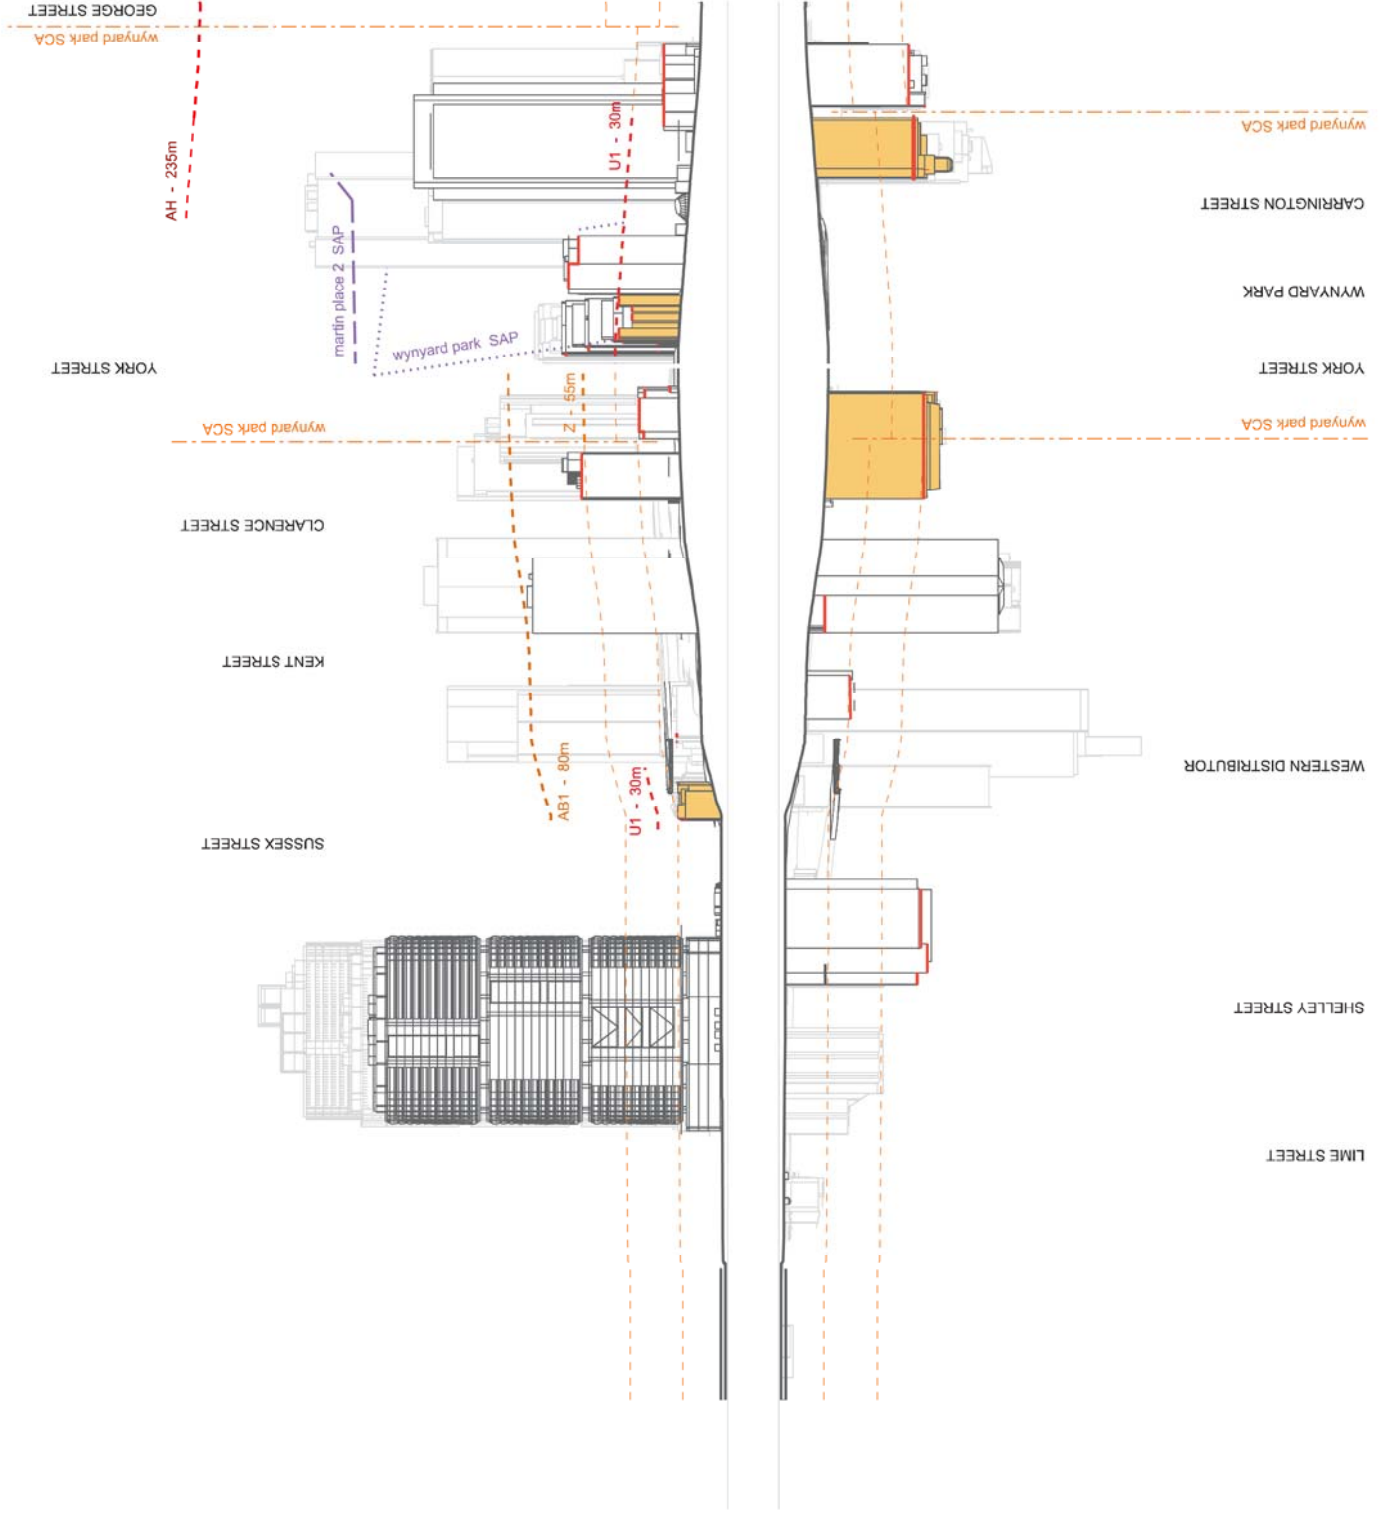 GEORGE STREET
wynyard park SCA
AH - 235m
U1 - 30m
martin place 2 SAP
wynyard park SAP
YORK STREET
wynyard park SCA
Z - 55m
CLARENCE STREET
KENT STREET
AB1 - 80m
U1 - 30m
SUSSEX STREET
wynyard park SCA
CARRINGTON STREET
WYNYARD PARK
YORK STREET
wynyard park SCA
WESTERN DISTRIBUTOR
SHELLEY STREET
LIME STREET